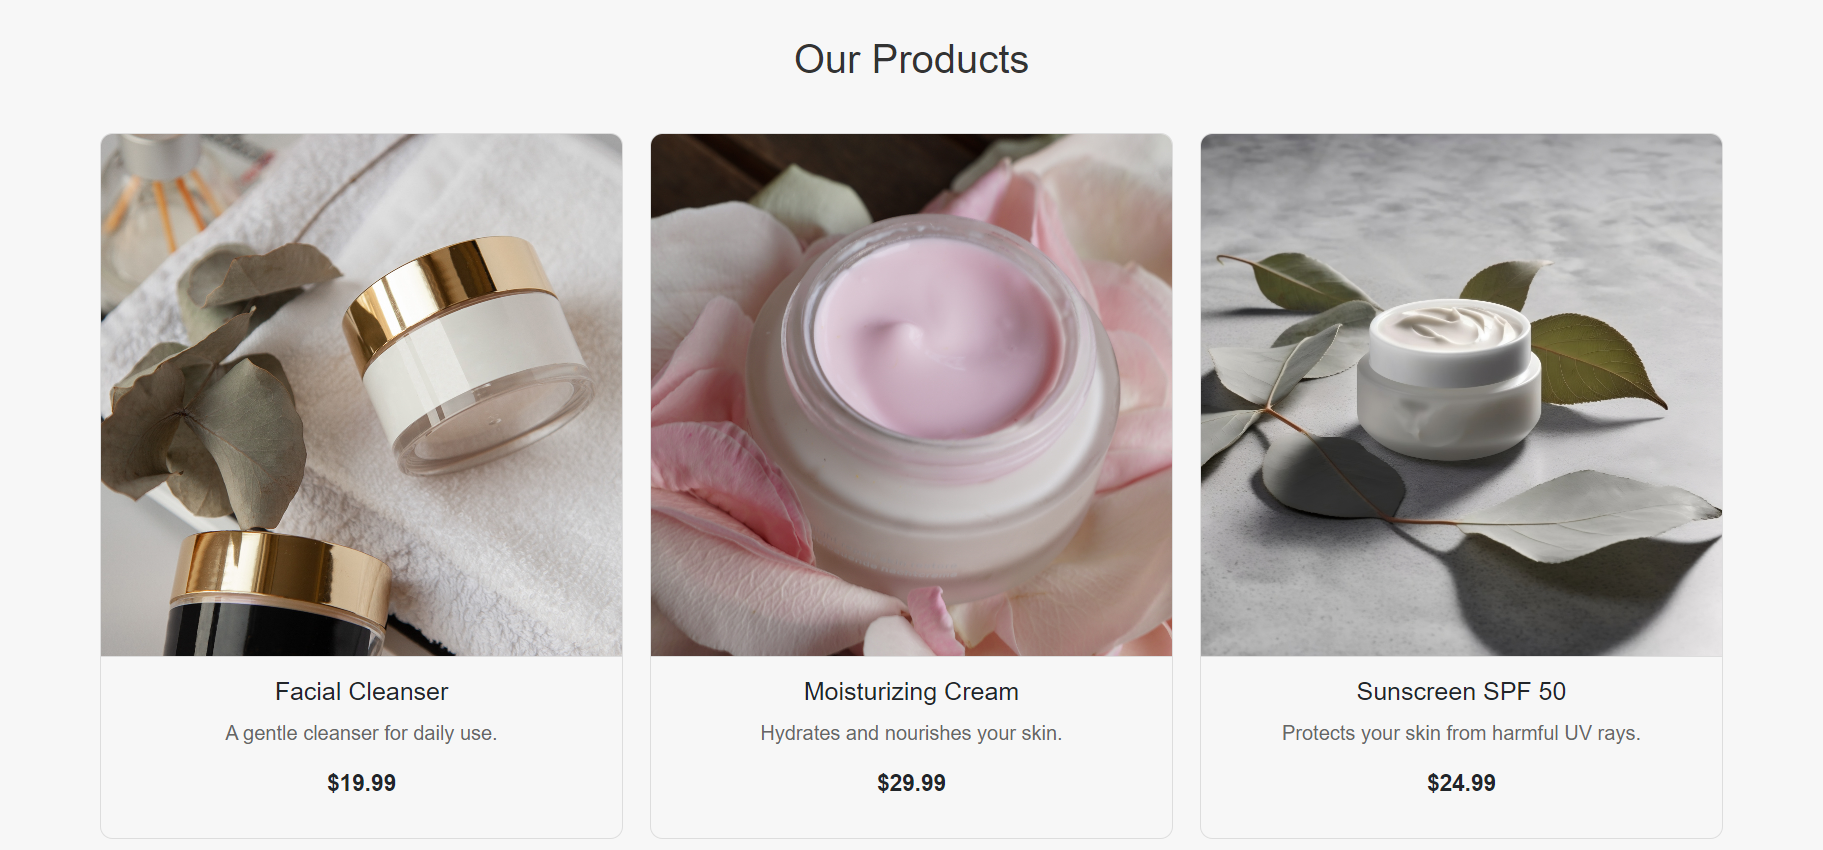 Our Products
Facial Cleanser
A gentle cleanser for daily use.
$19.99
Moisturizing Cream
Hydrates and nourishes your skin.
$29.99
Sunscreen SPF 50
Protects your skin from harmful UV rays.
$24.99